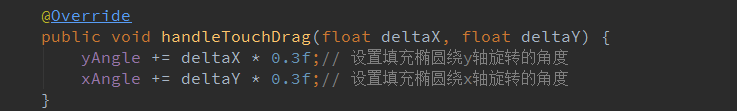 @Override
public void handleTouchDrag(float deltaX, float deltaY) {
    yAngle += deltaX * 0.3f;// 设置填充椭圆绕y轴旋转的角度
    xAngle += deltaY * 0.3f;// 设置填充椭圆绕x轴旋转的角度
}